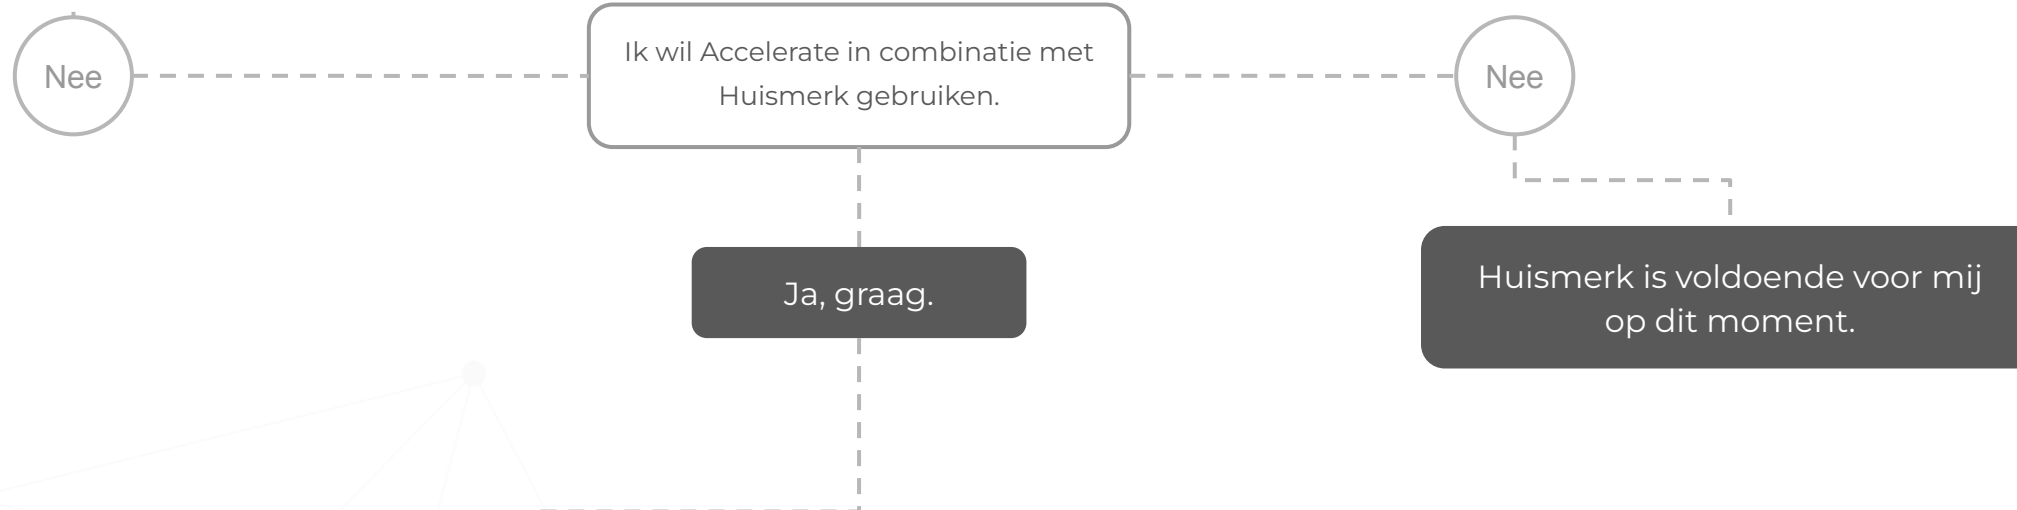 Nee
Ik wil Accelerate in combinatie met
Huismerk gebruiken.
Nee
Ja, graag.
Huismerk is voldoende voor mij
op dit moment.